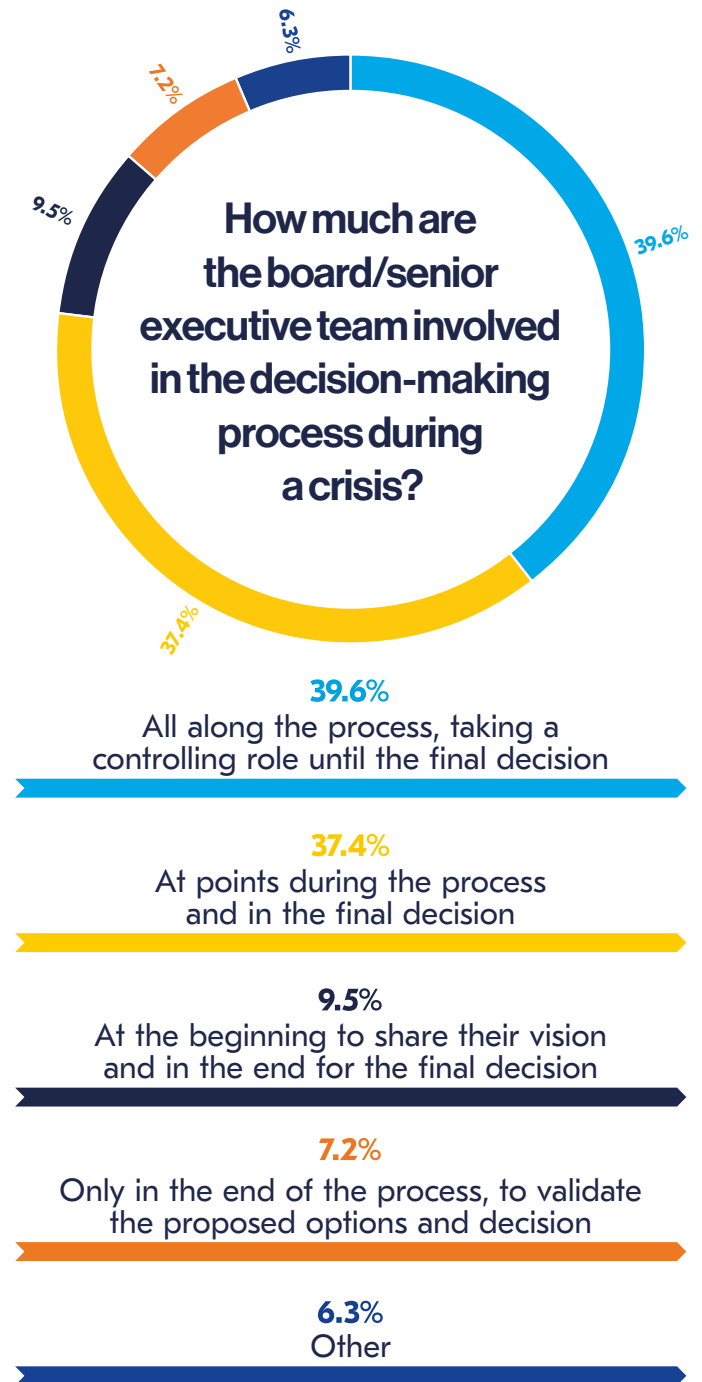 6.3%
7.2%
9.5%
39.6%
37.4%
How much are
the board/senior
executive team involved
in the decision-making
process during
a crisis?
39.6%
All along the process, taking a
controlling role until the final decision
37.4%
At points during the process
and in the final decision
9.5%
At the beginning to share their vision
and in the end for the final decision
7.2%
Only in the end of the process, to validate
the proposed options and decision
6.3%
Other